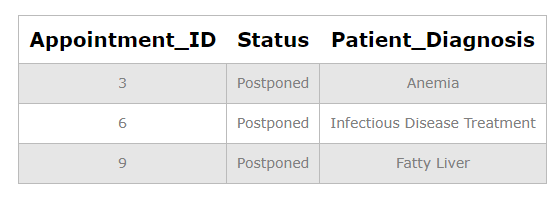 Appointment_ID Status Patient_Diagnosis
3 Postponed Anemia
6 Postponed Infectious Disease Treatment
9 Postponed Fatty Liver